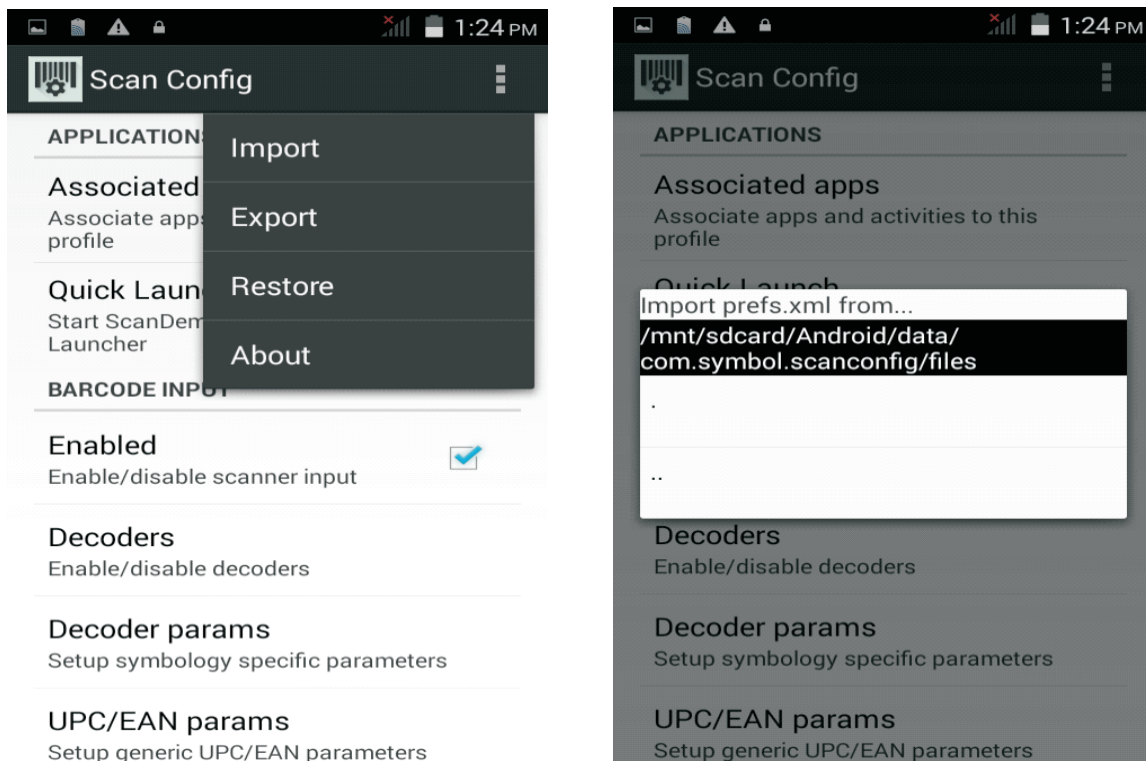 1:24 PM
Scan Config
Import
Export
Restore
About
APPLICATION
Associated
Associate app
profile
Quick Laun
Start ScanDem
Launcher
BARCODE INPUT
Enabled
Enable/disable scanner input
Decoders
Enable/disable decoders
Decoder params
Setup symbology specific parameters
UPC/EAN params
Setup generic UPC/EAN parameters
1:24 PM
Scan Config
APPLICATIONS
Associated apps
Associate apps and activities to this
profile
Quick Launch
Import prefs.xml from...
/mnt/sdcard/Android/data/
com.symbol.scanconfig/files
.
..
Decoders
Enable/disable decoders
Decoder params
Setup symbology specific parameters
UPC/EAN params
Setup generic UPC/EAN parameters